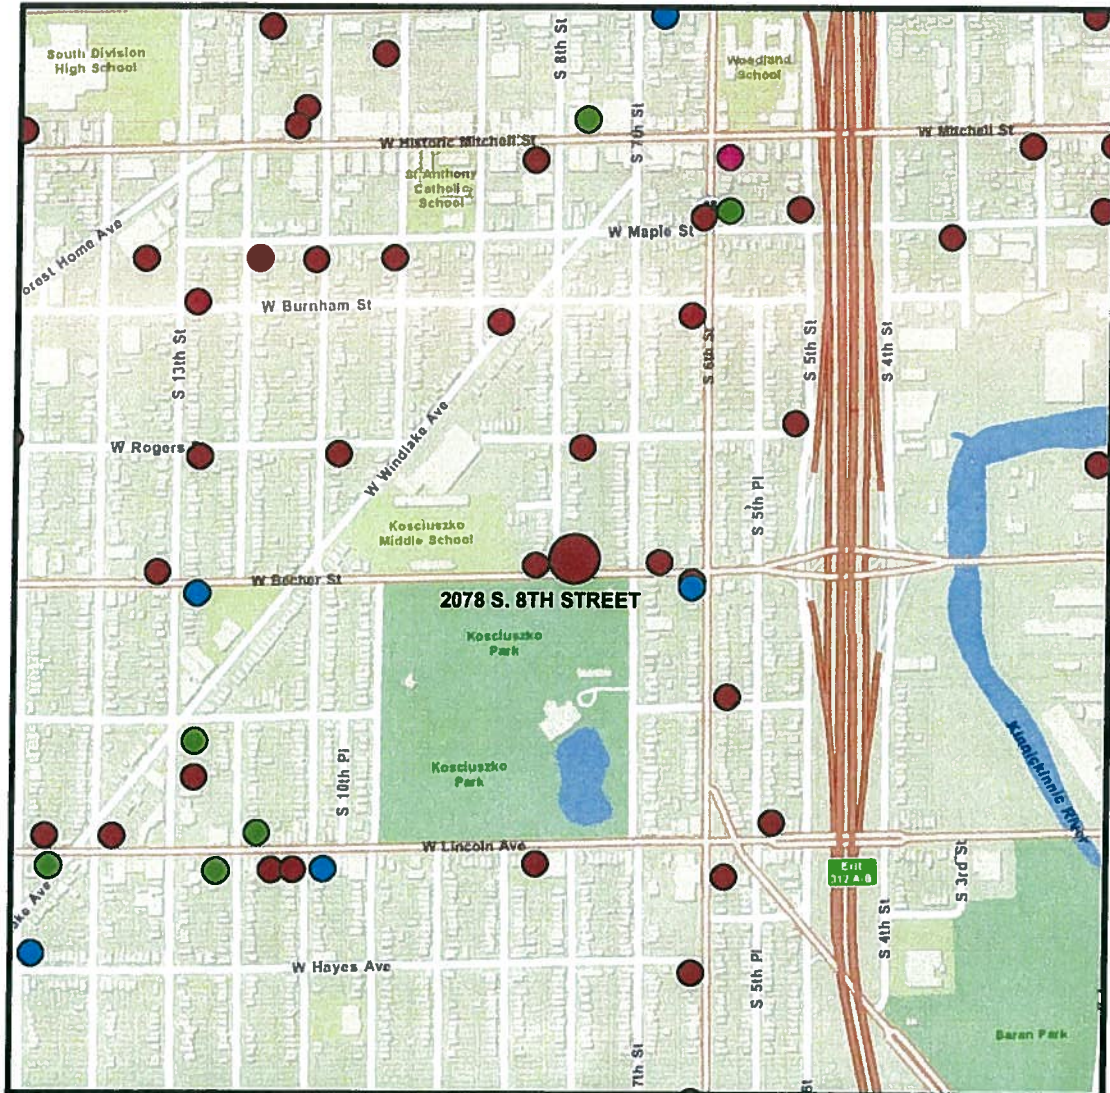 South Division
High School
S 8th St
Woodland
School
S 7th St
W Historic Mitchell St
W Mitchell St
St Anthony
Catholic
School
W Maple St
orest Home Ave
W Burnham St
S 13th St
S 6th St
S 5th St
S 4th St
W Rogers
W Windlake Ave
S 5th Pl
Kosciuszko
Middle School
W Becher St
2078 S. 8TH STREET
Kosciuszko
Park
Kinnickinnic River
S 10th Pl
Kosciuszko
Park
W Lincoln Ave
Exit
312 A-B
S 3rd St
ake Ave
S 4th St
W Hayes Ave
S 5th Pl
Baran Park
7th St